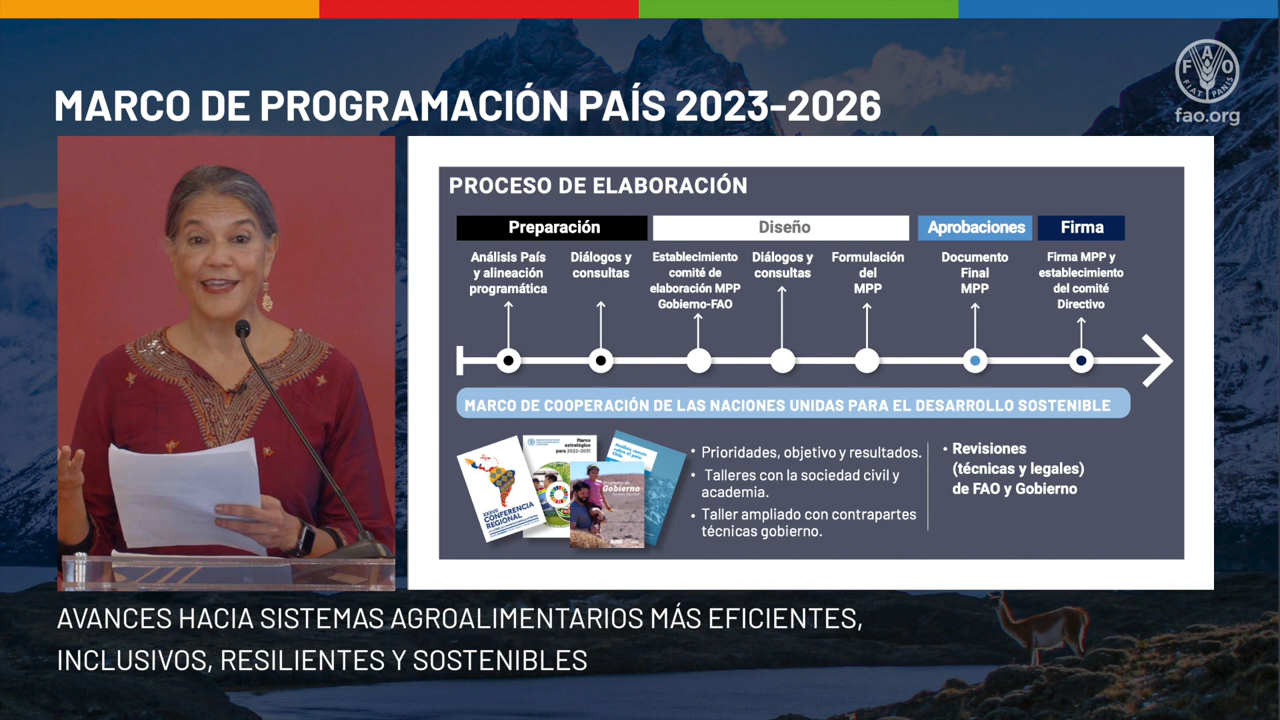 MARCO DE PROGRAMACIÓN PAÍS 2023-2026
FAO
FIAT PANIS
fao.org
PROCESO DE ELABORACIÓN
Preparación
Diseño
Aprobaciones
Firma
Análisis País
y alineación
programática
Diálogos y
consultas
Establecimiento
comité de
elaboración MPP
Gobierno-FAO
Diálogos y
consultas
Formulación
del
MPP
Documento
Final
MPP
Firma MPP y
establecimiento
del comité
Directivo
MARCO DE COOPERACIÓN DE LAS NACIONES UNIDAS PARA EL DESARROLLO SOSTENIBLE
XXXVII
CONFERENCIA
REGIONAL
Marco
estratégico
para 2022-2031
Gobierno
• Prioridades, objetivo y resultados.
• Talleres con la sociedad civil y
academia.
• Taller ampliado con contrapartes
técnicas gobierno.
• Revisiones
(técnicas y legales)
de FAO y Gobierno
AVANCES HACIA SISTEMAS AGROALIMENTARIOS MÁS EFICIENTES,
INCLUSIVOS, RESILIENTES Y SOSTENIBLES